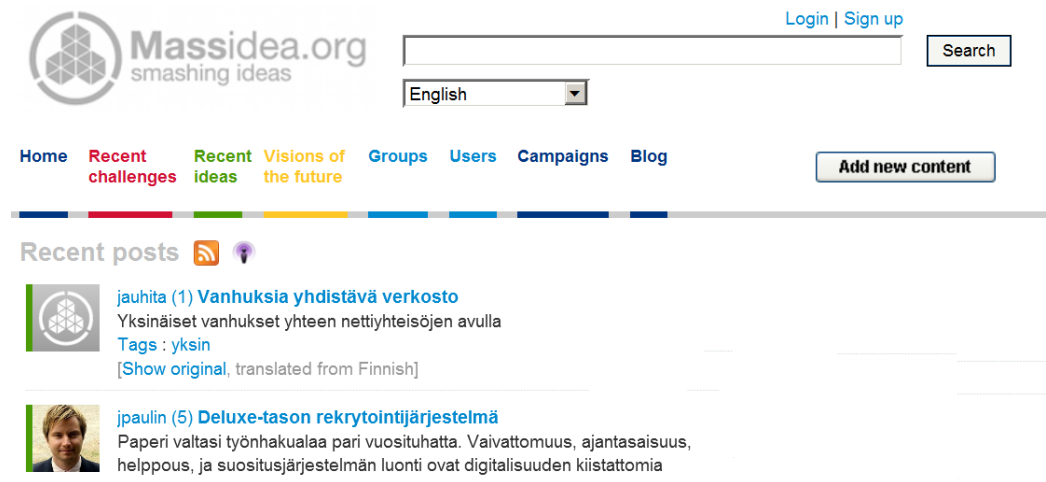 Login | Sign up
Massidea.org
smashing ideas
Search
English
Home Recent challenges Recent ideas Visions of the future Groups Users Campaigns Blog
Add new content
Recent posts
jauhita (1) Vanhuksia yhdistävä verkosto
Yksinäiset vanhukset yhteen nettiyhteisöjen avulla
Tags : yksin
[Show original, translated from Finnish]
jpaulin (5) Deluxe-tason rekrytointijärjestelmä
Paperi valtasi työnhakualaa pari vuosituhatta. Vaivattomuus, ajantasaisuus,
helppous, ja suositusjärjestelmän luonti ovat digitalisuuden kiistattomia